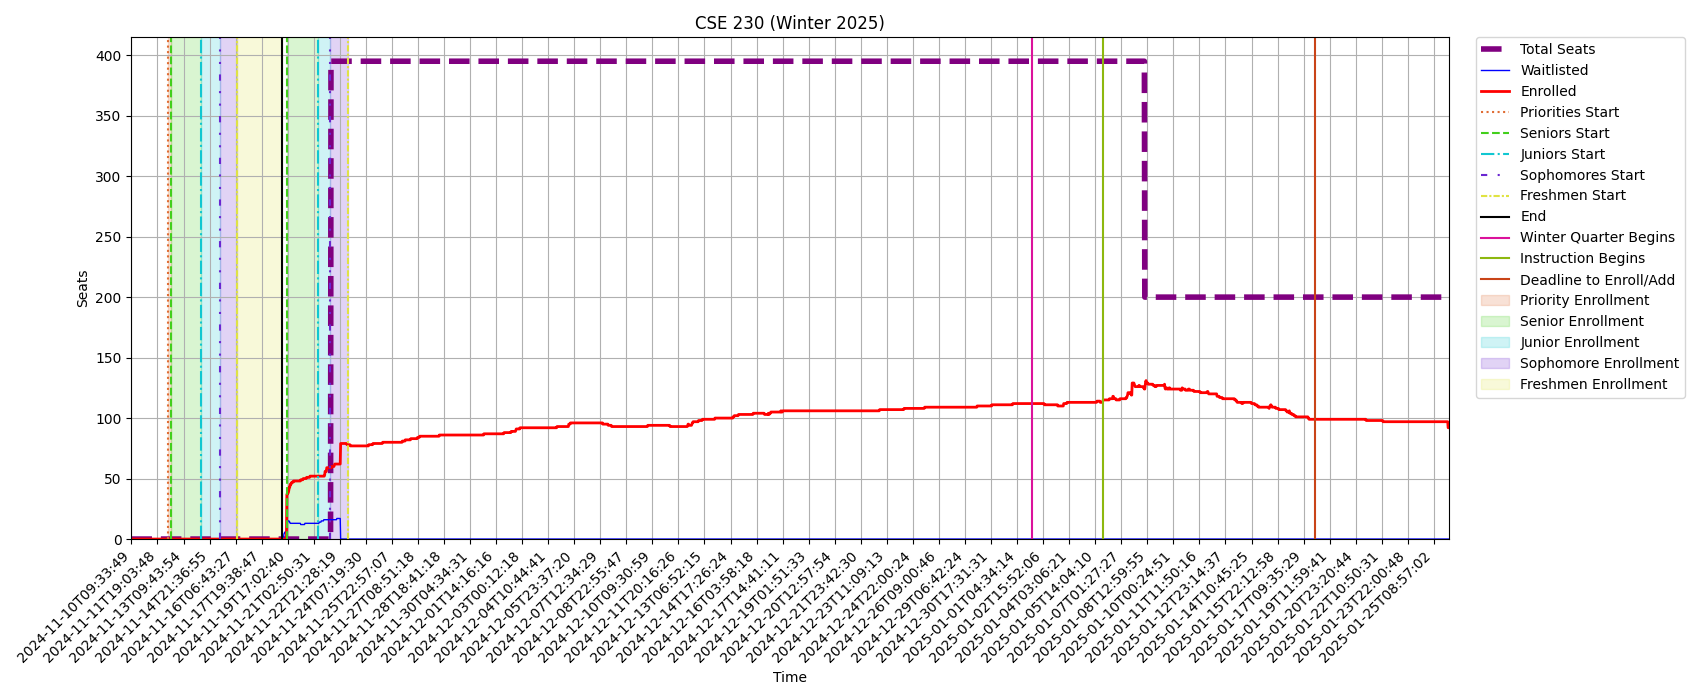 CSE 230 (Winter 2025)
Seats
400
350
300
250
200
150
100
50
0
2024-11-10T09:33:49
2024-11-11T19:03:48
2024-11-13T09:43:54
2024-11-14T21:36:55
2024-11-16T06:43:27
2024-11-17T19:38:47
2024-11-19T17:02:40
2024-11-21T02:50:31
2024-11-22T21:28:19
2024-11-24T07:19:30
2024-11-25T22:57:07
2024-11-28T08:51:18
2024-11-28T18:41:18
2024-11-30T04:34:31
2024-12-01T14:16:16
2024-12-03T00:12:18
2024-12-04T10:44:41
2024-12-05T23:37:20
2024-12-07T12:34:29
2024-12-08T22:55:47
2024-12-10T09:30:59
2024-12-11T20:16:26
2024-12-13T06:52:15
2024-12-14T17:26:24
2024-12-16T03:58:18
2024-12-17T14:41:11
2024-12-19T01:51:33
2024-12-20T12:57:54
2024-12-21T23:42:30
2024-12-23T11:09:13
2024-12-24T22:00:24
2024-12-26T09:00:46
2024-12-29T06:42:24
2024-12-30T17:31:31
2025-01-01T04:34:14
2025-01-02T15:52:06
2025-01-04T03:06:21
2025-01-05T14:04:10
2025-01-07T01:27:27
2025-01-08T12:59:55
2025-01-10T00:24:51
2025-01-11T11:50:16
2025-01-12T23:14:37
2025-01-14T10:45:25
2025-01-15T22:12:58
2025-01-17T09:35:29
2025-01-19T11:59:41
2025-01-20T23:20:44
2025-01-22T10:50:31
2025-01-23T22:00:48
2025-01-25T08:57:02
Time
Total Seats
Waitlisted
Enrolled
Priorities Start
Seniors Start
Juniors Start
Sophomores Start
Freshmen Start
End
Winter Quarter Begins
Instruction Begins
Deadline to Enroll/Add
Priority Enrollment
Senior Enrollment
Junior Enrollment
Sophomore Enrollment
Freshmen Enrollment